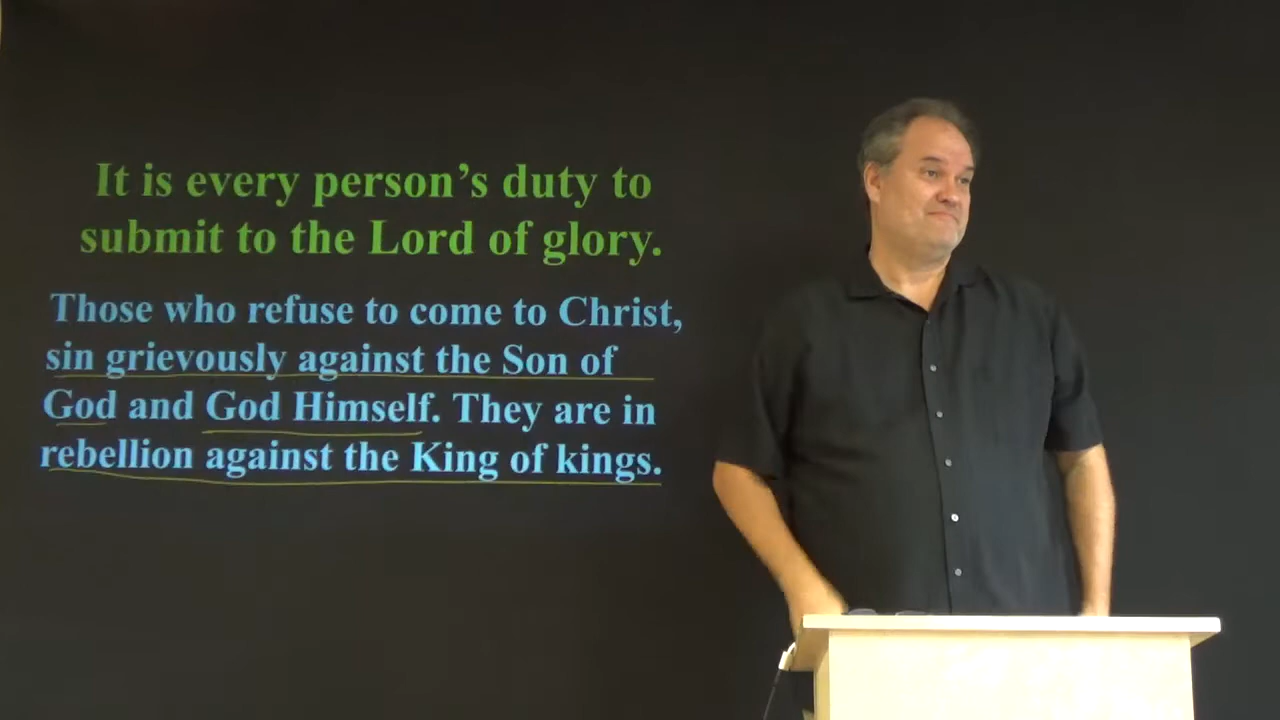 It is every person’s duty to
submit to the Lord of glory.
Those who refuse to come to Christ,
sin grievously against the Son of
God and God Himself. They are in
rebellion against the King of kings.